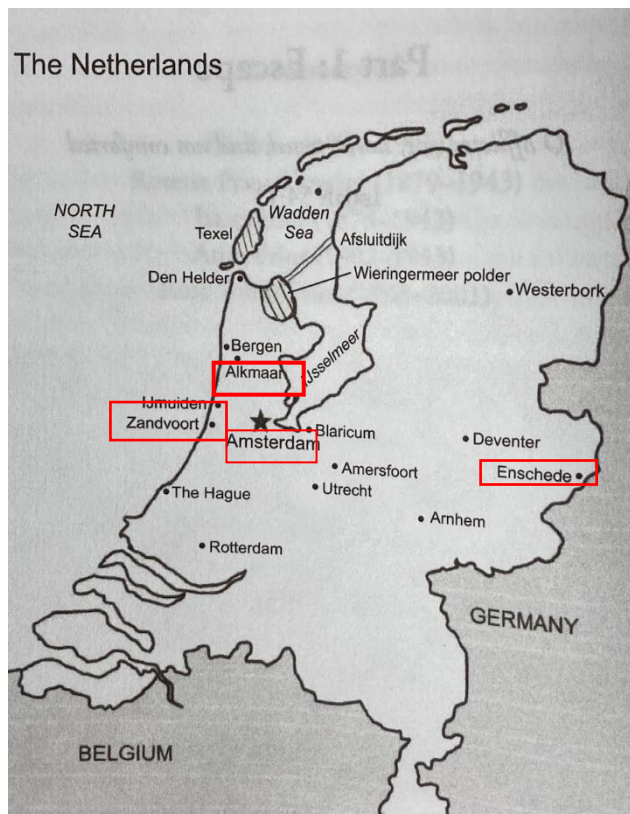 The Netherlands
NORTH
SEA
Wadden
Sea
Texel
Afsluitdijk
Den Helder
Wieringermeer polder
Westerbork
Bergen
Alkmaar
IJsselmeer
IJmuiden
Zandvoort
Amsterdam
Blaricum
Deventer
Amersfoort
Enschede
Utrecht
The Hague
Arnhem
Rotterdam
GERMANY
BELGIUM